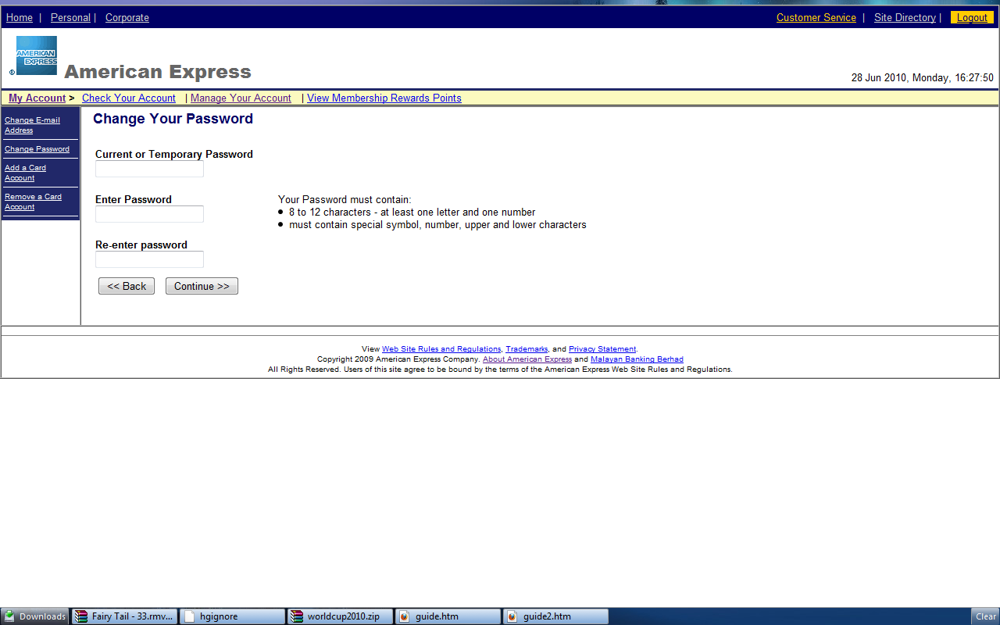 Home | Personal | Corporate Customer Service | Site Directory | Logout
AMERICAN
EXPRESS
® American Express
28 Jun 2010, Monday, 16:27:50
My Account > Check Your Account | Manage Your Account | View Membership Rewards Points
Change E-mail
Address
Change Password
Add a Card
Account
Remove a Card
Account
Change Your Password
Current or Temporary Password
Enter Password
Your Password must contain:
● 8 to 12 characters - at least one letter and one number
● must contain special symbol, number, upper and lower characters
Re-enter password
<< Back Continue >>
View Web Site Rules and Regulations, Trademarks, and Privacy Statement.
Copyright 2009 American Express Company. About American Express and Malayan Banking Berhad
All Rights Reserved. Users of this site agree to be bound by the terms of the American Express Web Site Rules and Regulations.
Downloads Fairy Tail - 33.rmv... hgignore worldcup2010.zip guide.htm guide2.htm Clear